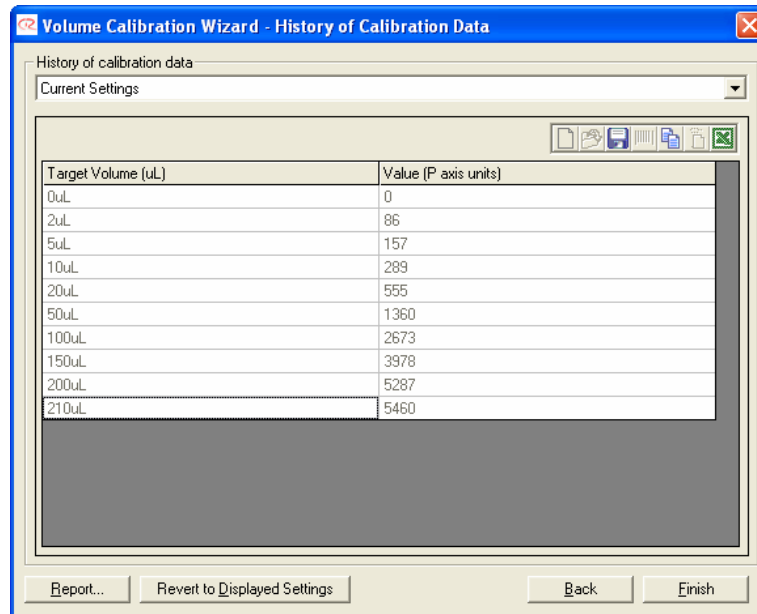 Volume Calibration Wizard - History of Calibration Data
History of calibration data
Current Settings
Target Volume (uL) Value (P axis units)
0uL 0
2uL 86
5uL 157
10uL 289
20uL 555
50uL 1360
100uL 2673
150uL 3978
200uL 5287
210uL 5460
Report... Revert to Displayed Settings Back Finish